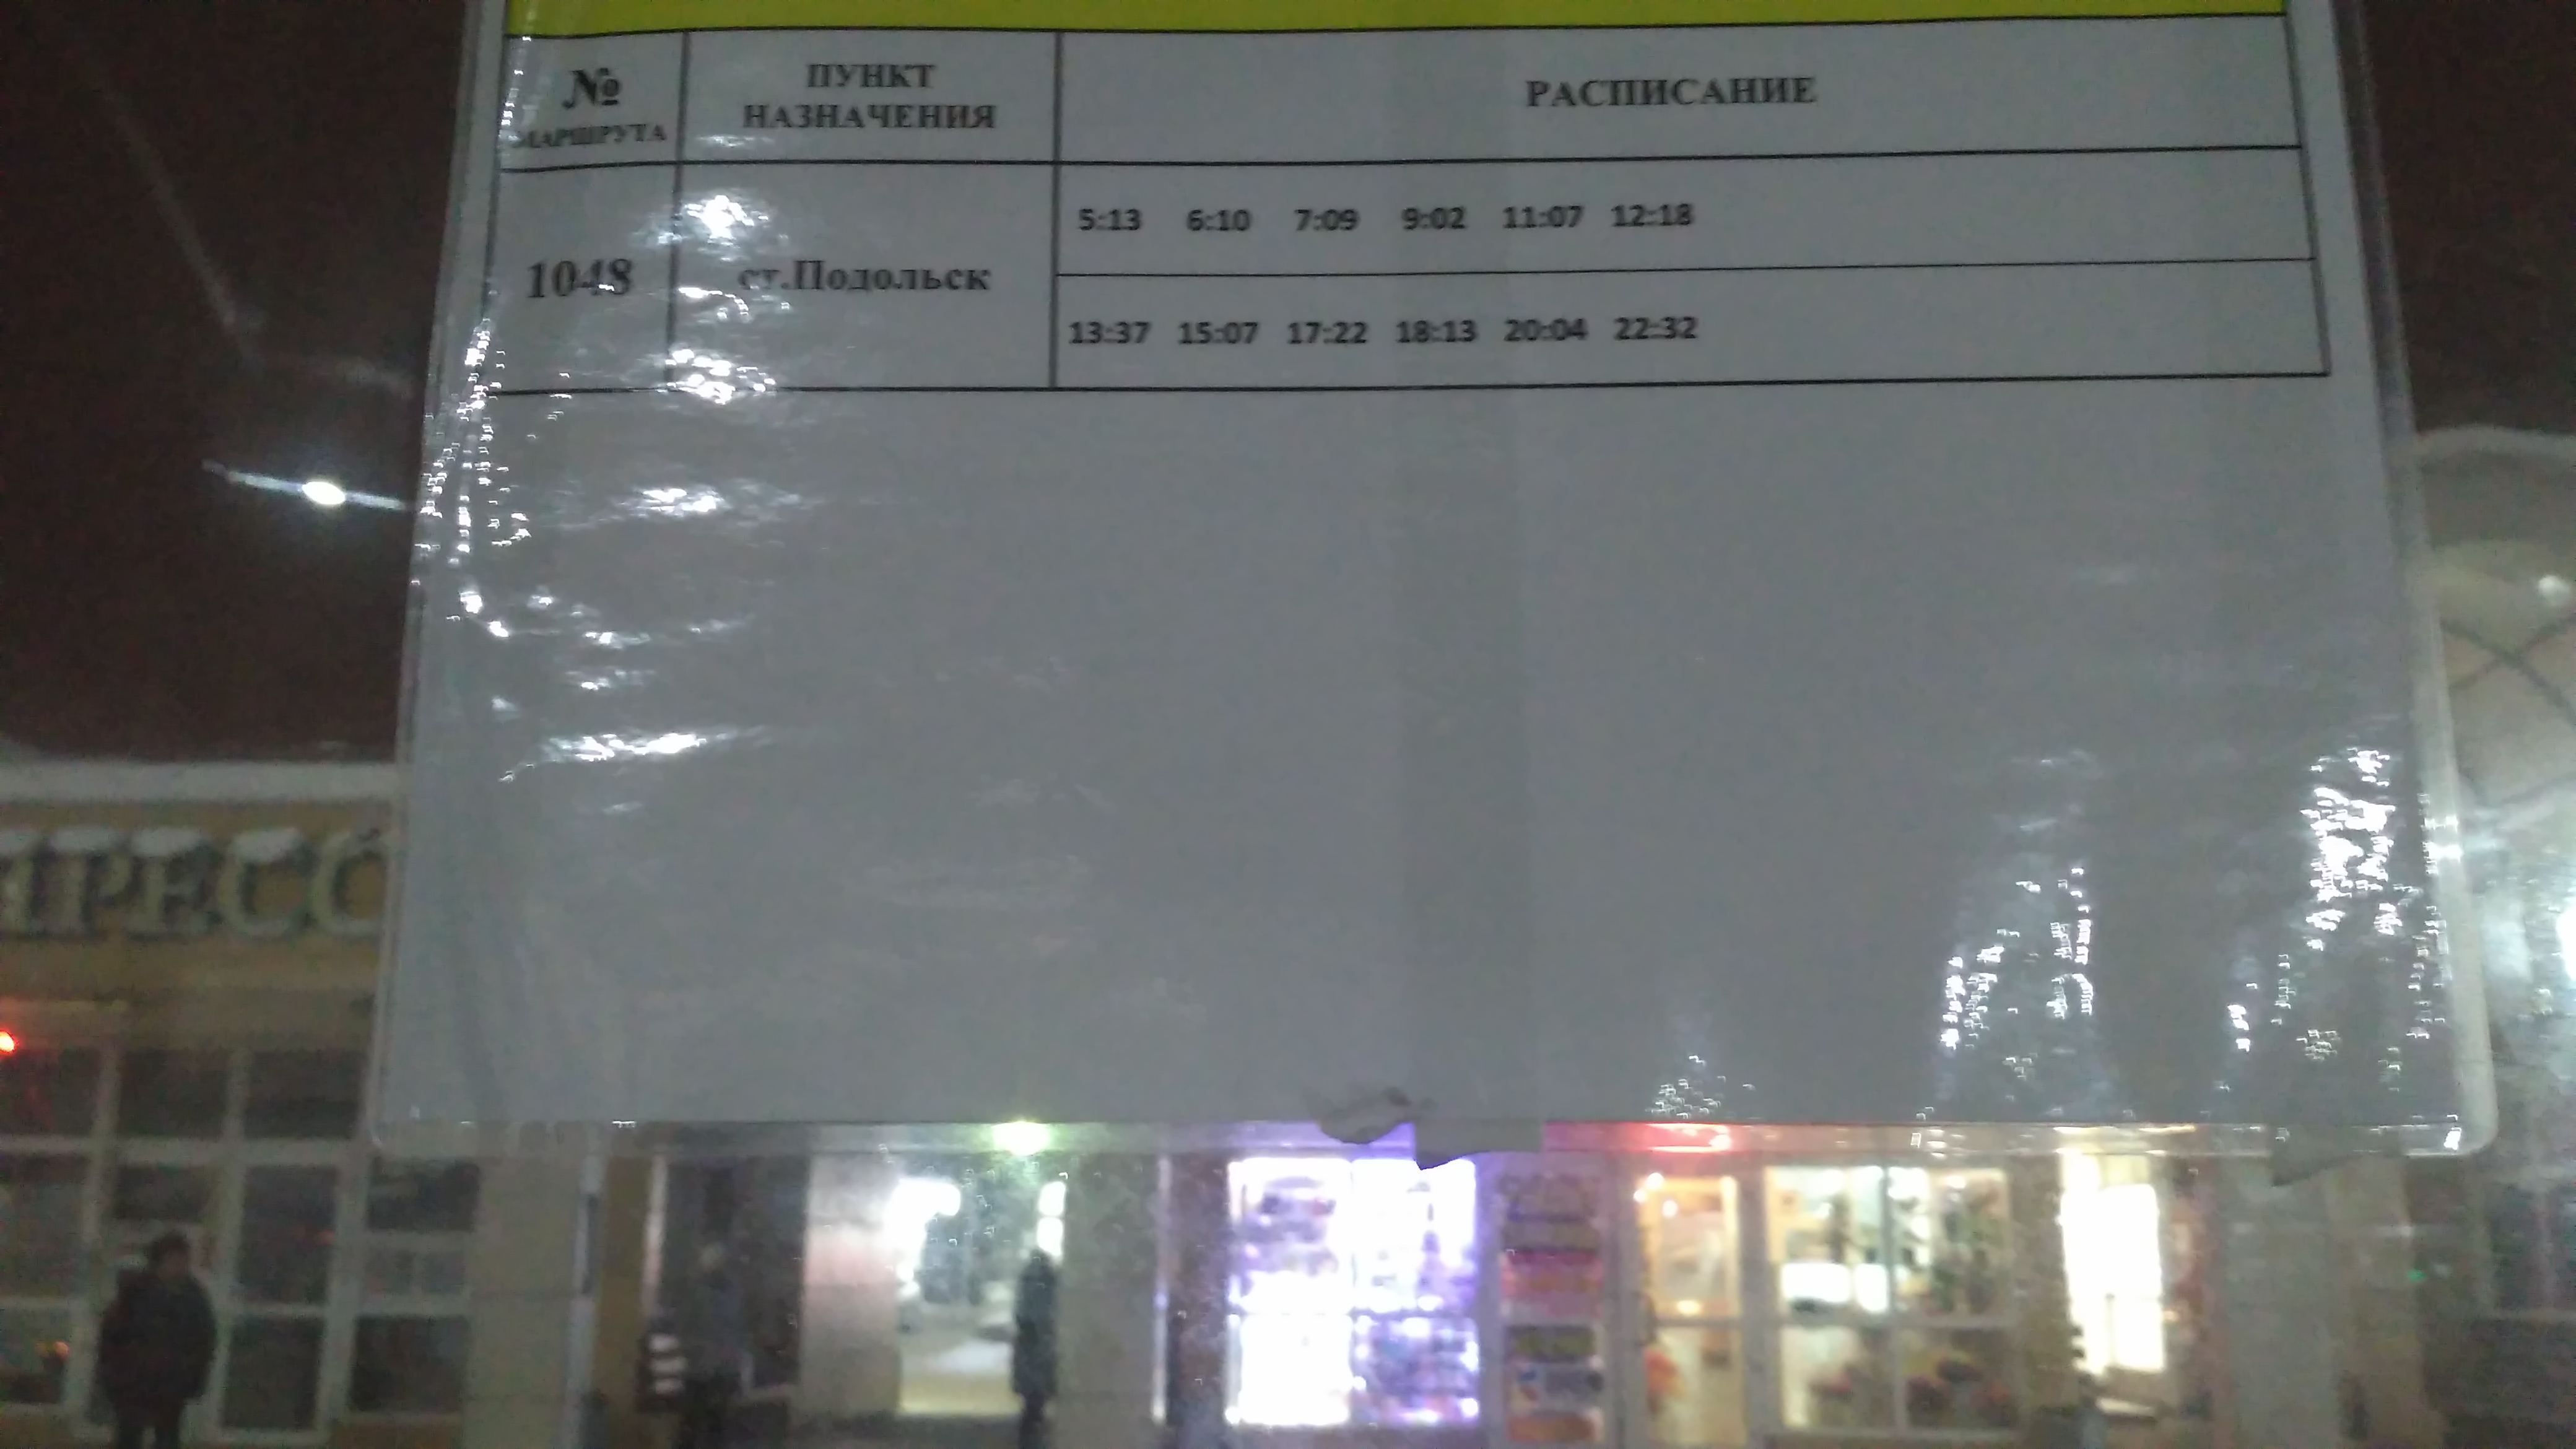 №
МАРШРУТА
ПУНКТ
НАЗНАЧЕНИЯ
РАСПИСАНИЕ
1048
ст.Подольск
5:13 6:10 7:09 9:02 11:07 12:18
13:37 15:07 17:22 18:13 20:04 22:32